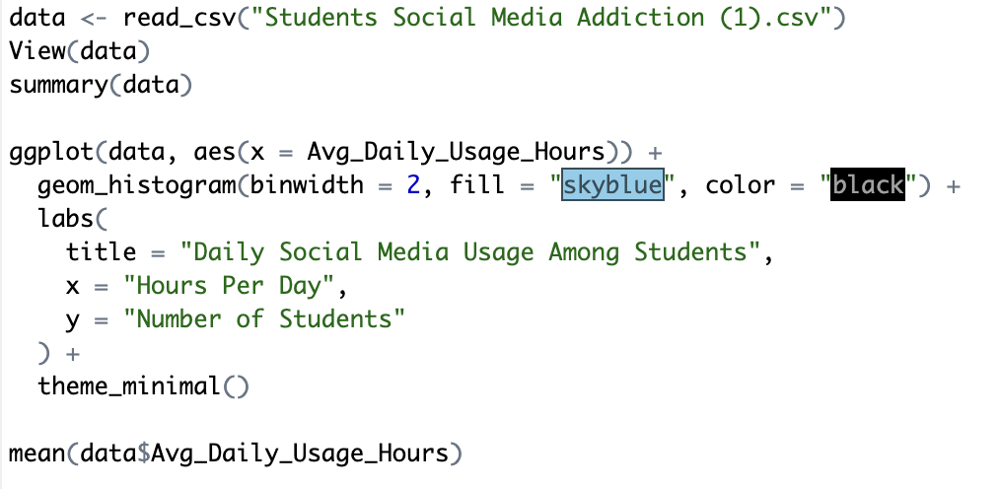 data <- read_csv("Students Social Media Addiction (1).csv")
View(data)
summary(data)
ggplot(data, aes(x = Avg_Daily_Usage_Hours)) +
  geom_histogram(binwidth = 2, fill = "skyblue", color = "black") +
  labs(
    title = "Daily Social Media Usage Among Students",
    x = "Hours Per Day",
    y = "Number of Students"
  ) +
  theme_minimal()
mean(data$Avg_Daily_Usage_Hours)